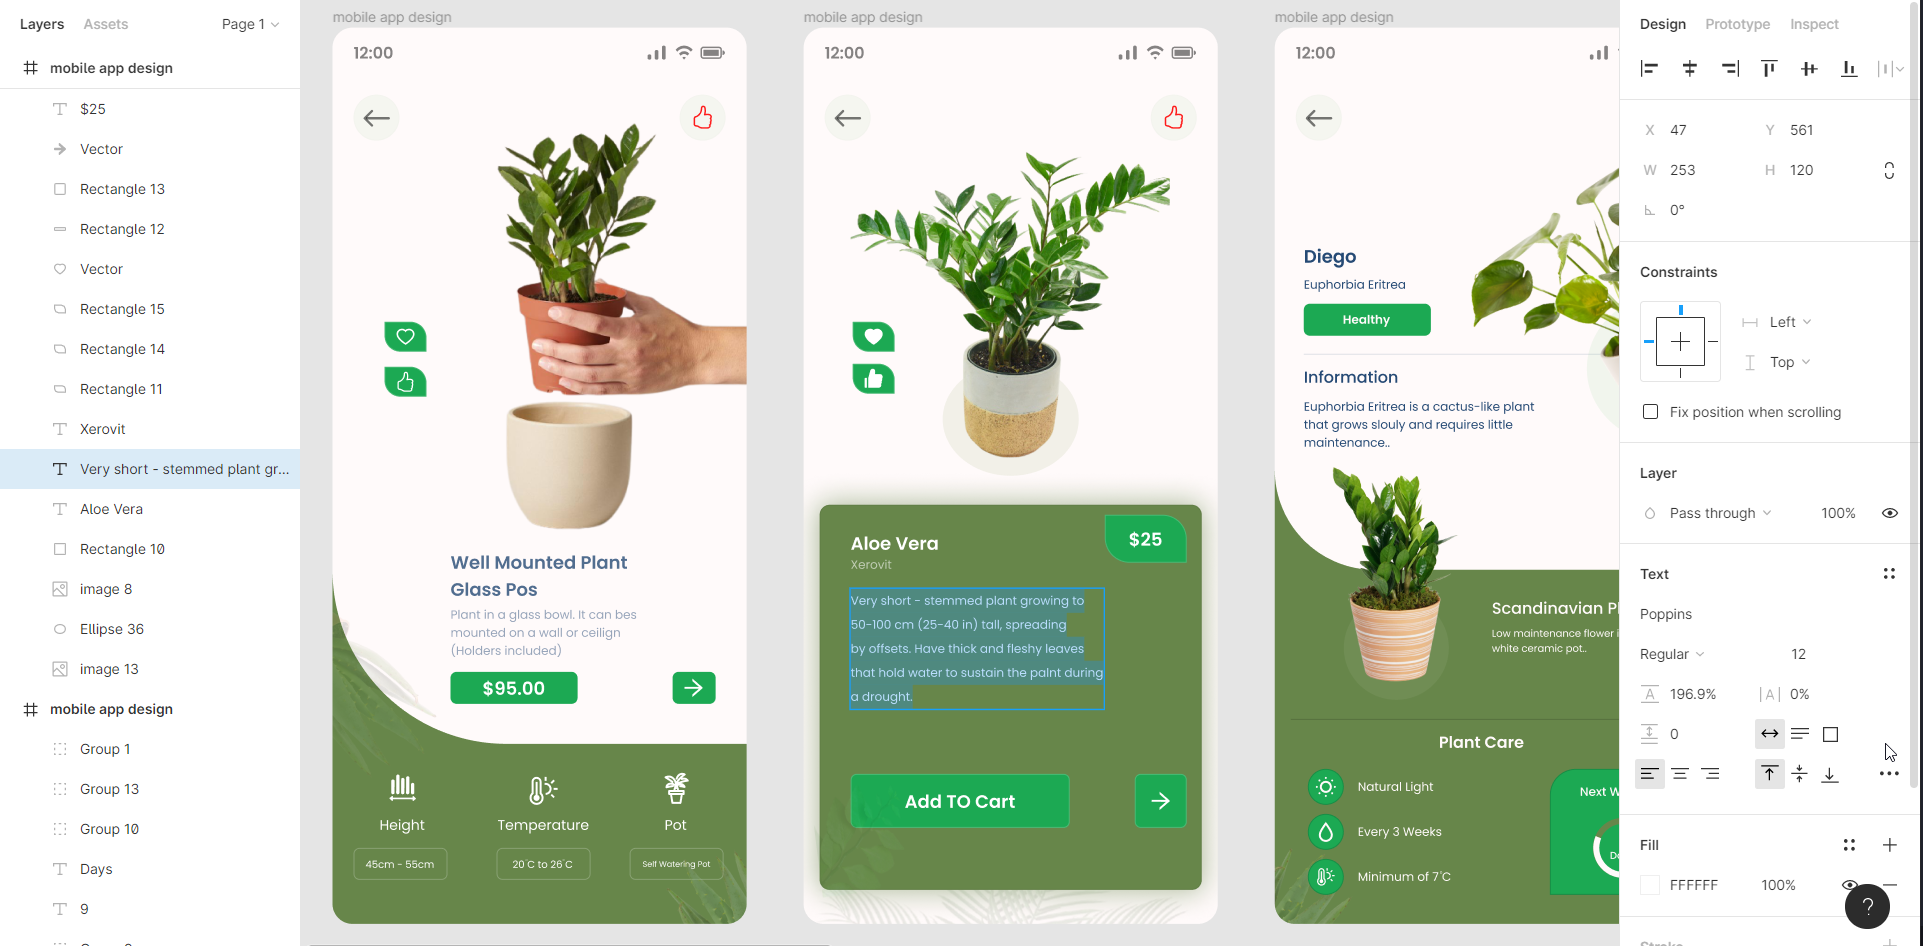 Layers
Assets
Page 1
mobile app design
$25
Vector
Rectangle 13
Rectangle 12
Vector
Rectangle 15
Rectangle 14
Rectangle 11
Xerovit
Very short - stemmed plant gr...
Aloe Vera
Rectangle 10
image 8
Ellipse 36
image 13
mobile app design
Group 1
Group 13
Group 10
Days
9
mobile app design
12:00
Well Mounted Plant
Glass Pos
Plant in a glass bowl. It can bes
mounted on a wall or ceilign
(Holders included)
$95.00
Height
Temperature
Pot
45cm - 55cm
20°C to 26°C
Self Watering Pot
mobile app design
12:00
Aloe Vera
Xerovit
$25
Very short - stemmed plant growing to
50-100 cm (25-40 in) tall, spreading
by offsets. Have thick and fleshy leaves
that hold water to sustain the palnt during
a drought.
Add TO Cart
mobile app design
12:00
Diego
Euphorbia Eritrea
Healthy
Information
Euphorbia Eritrea is a cactus-like plant
that grows slouly and requires little
maintenance..
Scandinavian Pl
Low maintenance flower i
white ceramic pot..
Plant Care
Natural Light
Every 3 Weeks
Minimum of 7°C
Next W
Da
Design
Prototype
Inspect
X 47
Y 561
W 253
H 120
0°
Constraints
Left
Top
Fix position when scrolling
Layer
Pass through
100%
Text
Poppins
Regular
12
A 196.9%
|A| 0%
0
Fill
FFFFFF
100%
?